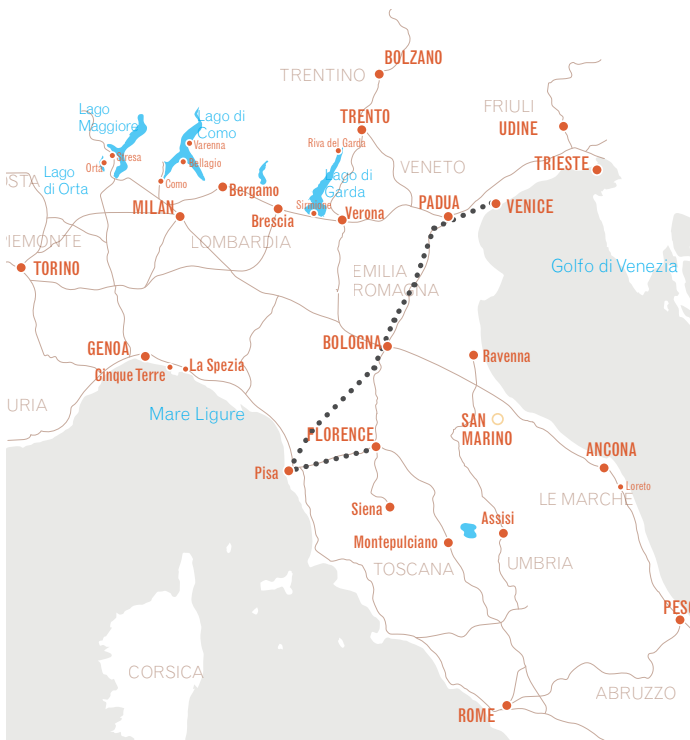 BOLZANO
TRENTINO
Lago
Maggiore
Lago di
Como
TRENTO
FRIULI
UDINE
Varenna
Riva del Garda
Stresa
Bellagio
Orta
TRIESTE
VENETO
Lago
di Orta
Como
Lago di
Garda
Bergamo
MILAN
Sirmione
PADUA
VENICE
Brescia
Verona
LOMBARDIA
TORINO
EMILIA
ROMAGNA
Golfo di Venezia
BOLOGNA
GENOA
Ravenna
La Spezia
Cinque Terre
Mare Ligure
SAN
MARINO
FLORENCE
ANCONA
Pisa
Loreto
LE MARCHE
Siena
Assisi
Montepulciano
UMBRIA
TOSCANA
CORSICA
ABRUZZO
ROME